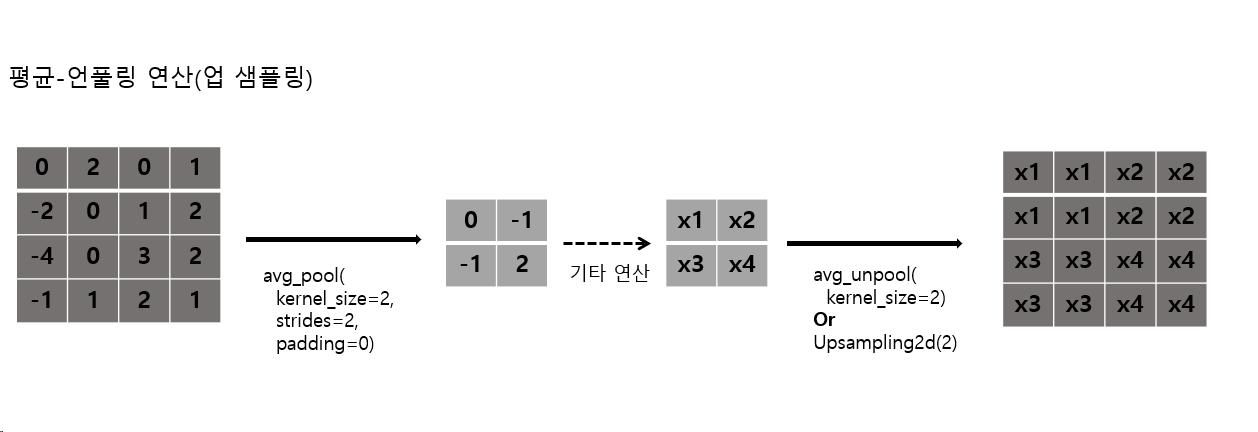 평균-언풀링 연산(업 샘플링)
0 2 0 1
-2 0 1 2
-4 0 3 2
-1 1 2 1
avg_pool(
kernel_size=2,
strides=2,
padding=0)
0 -1
-1 2
기타 연산
x1 x2
x3 x4
avg_unpool(
kernel_size=2)
Or
Upsampling2d(2)
x1 x1 x2 x2
x1 x1 x2 x2
x3 x3 x4 x4
x3 x3 x4 x4